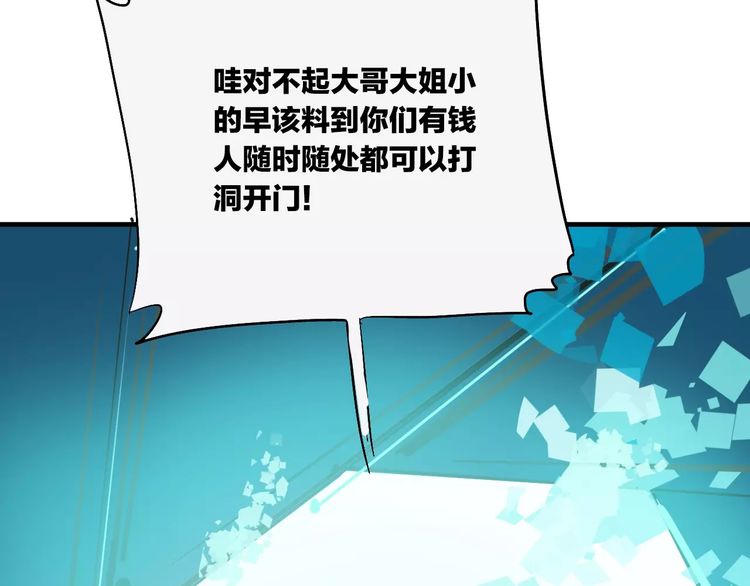 哇对不起大哥大姐小
的早该料到你们有钱
人随时随处都可以打
洞开门！